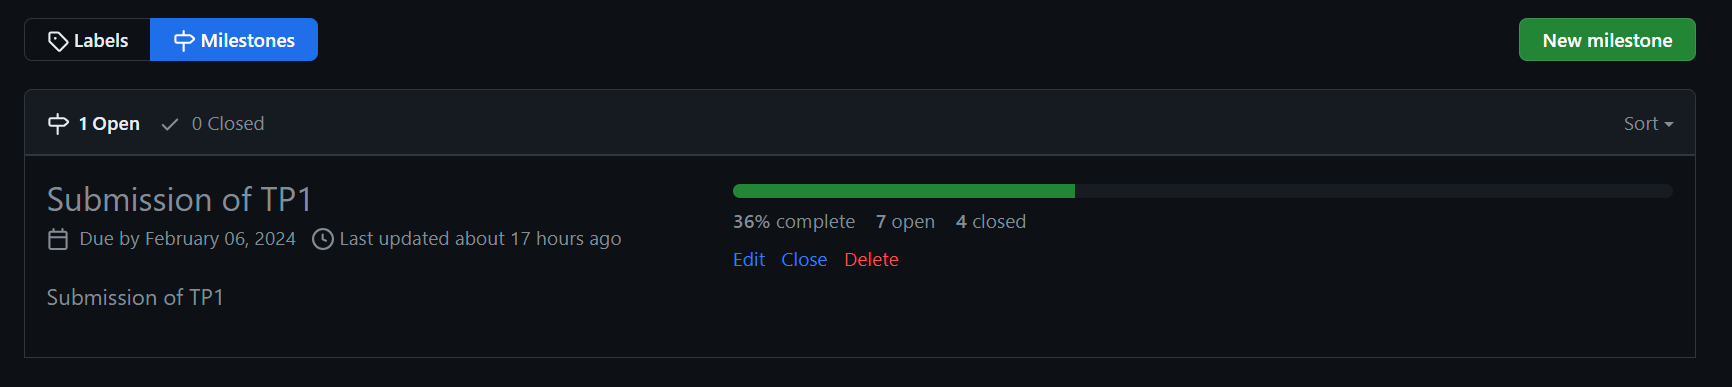 Labels Milestones New milestone
1 Open 0 Closed Sort
Submission of TP1
Due by February 06, 2024 Last updated about 17 hours ago
36% complete 7 open 4 closed
Edit Close Delete
Submission of TP1